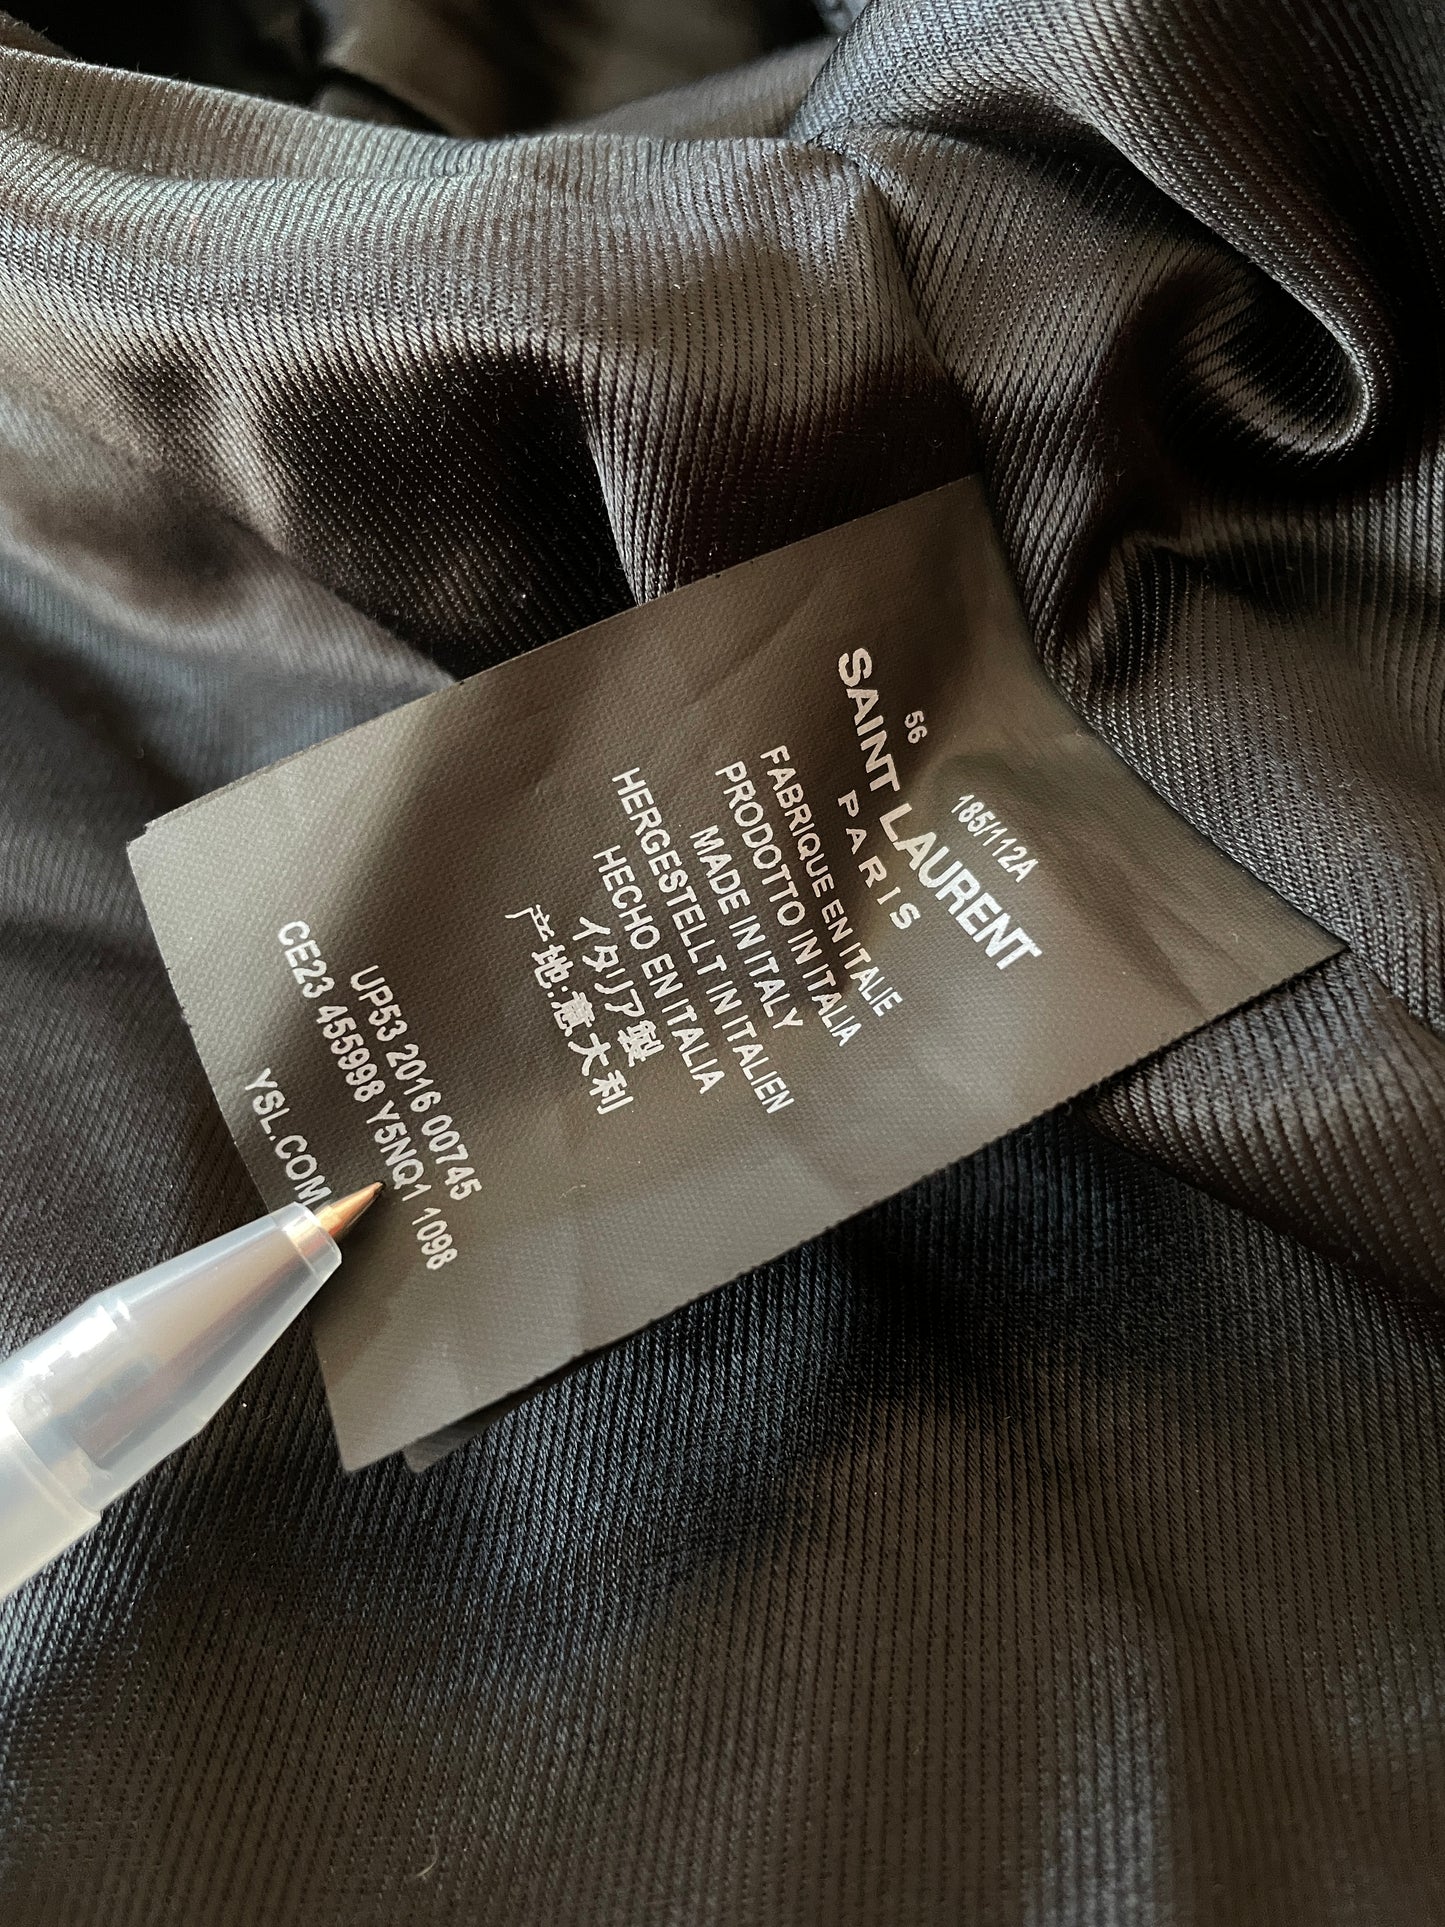 SAINT LAURENT
PARIS
56
185/112A
FABRIQUE EN ITALIE
PRODOTTO IN ITALIA
MADE IN ITALY
HERGESTELLT IN ITALIEN
HECHO EN ITALIA
イタリア製
产地:意大利
UP53 2016 00745
CE23 455998 Y5NQ1 1098
YSL.COM